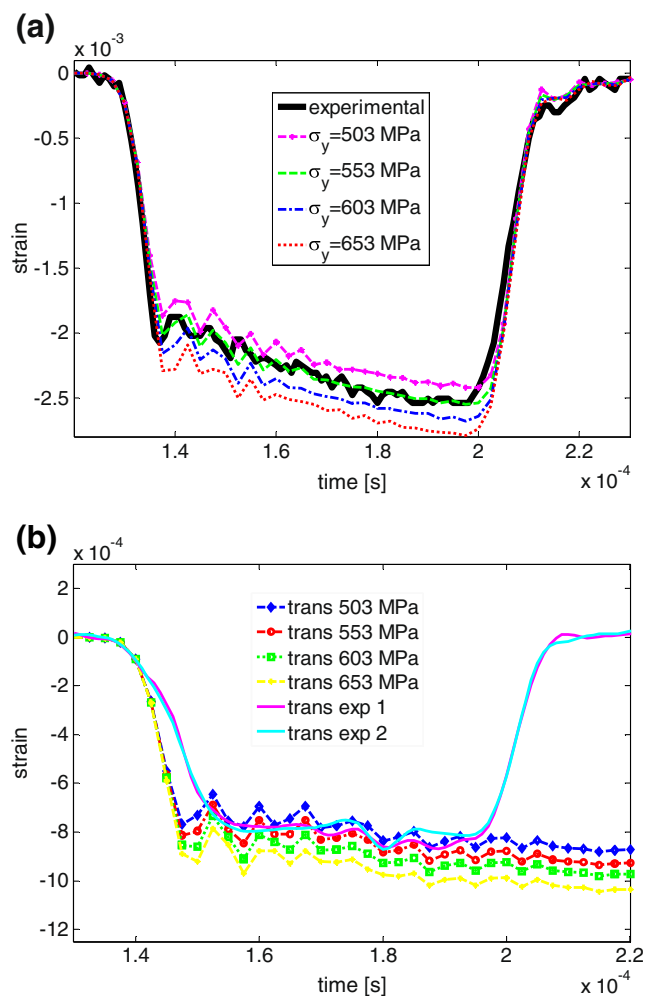 (a)
x 10⁻³
0
-0.5
-1
-1.5
-2
-2.5
strain
experimental
σy=503 MPa
σy=553 MPa
σy=603 MPa
σy=653 MPa
1.4
1.6
1.8
2
2.2
time [s]
x 10⁻⁴
(b)
x 10⁻⁴
2
0
-2
-4
-6
-8
-10
-12
strain
trans 503 MPa
trans 553 MPa
trans 603 MPa
trans 653 MPa
trans exp 1
trans exp 2
1.4
1.6
1.8
2
2.2
time [s]
x 10⁻⁴